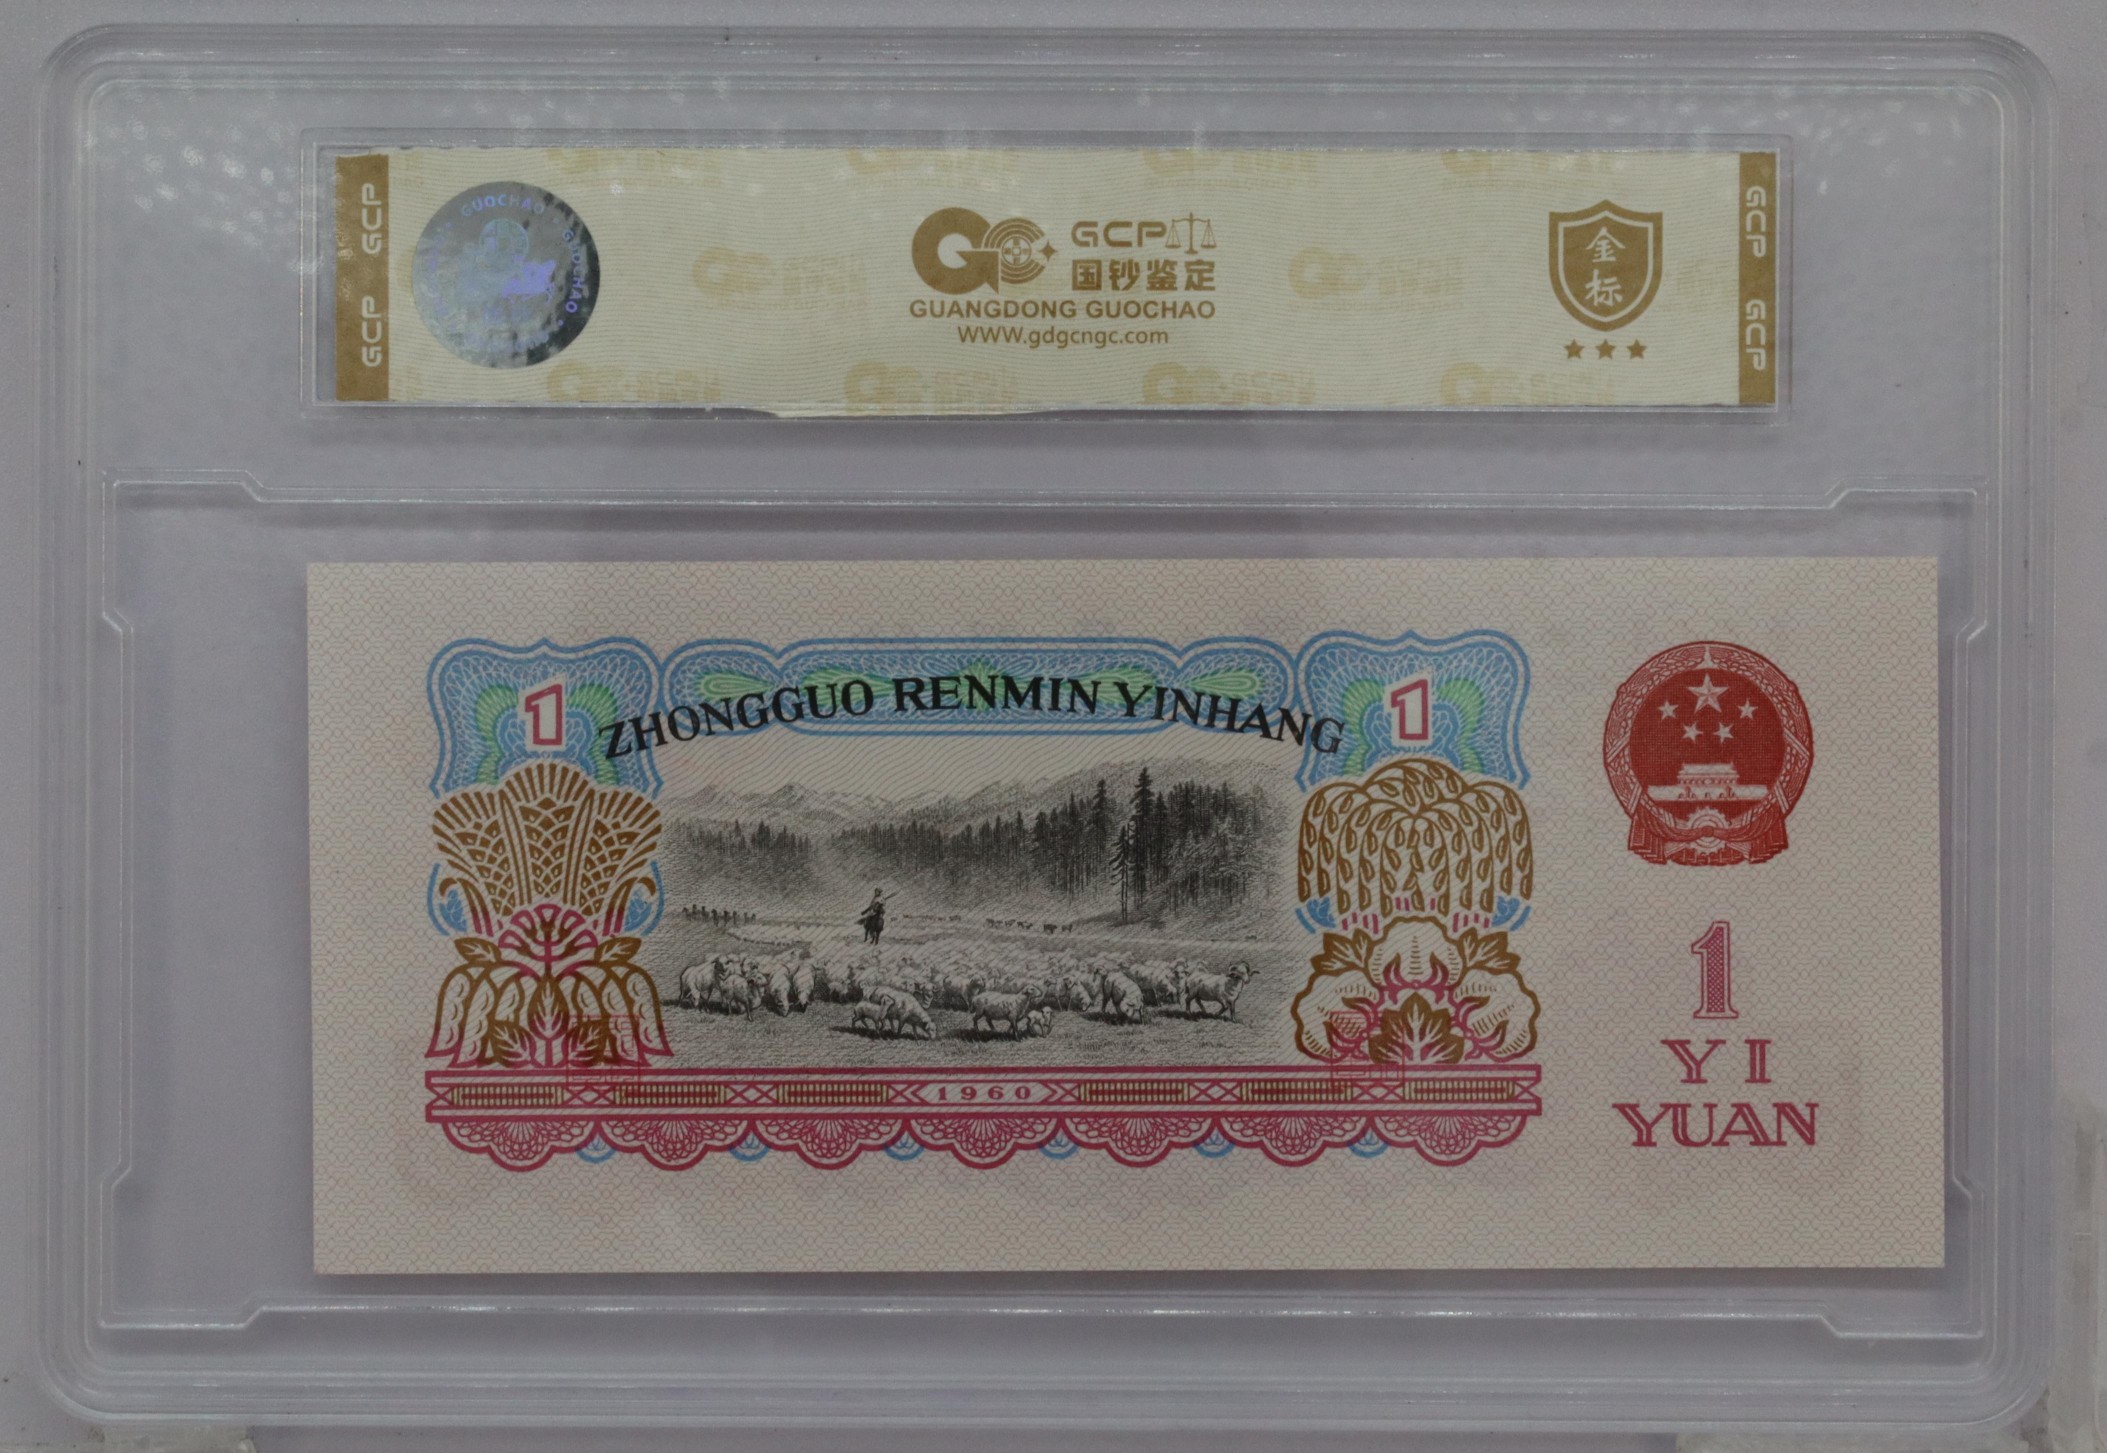 GCP GCP
GUOCHAO GUOCHAO
GCP
国钞鉴定
GUANGDONG GUOCHAO
WWW.gdgcngc.com
金标
GCP GCP
1
ZHONGGUO RENMIN YINHANG
1
1960
1
YI
YUAN